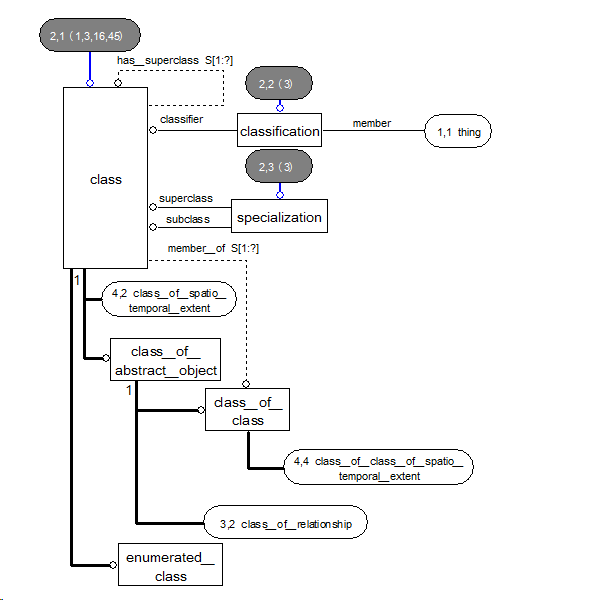 2,1 (1,3,16,45)
has__superclass S[1:?]
2,2 (3)
classifier
classification
member
1,1 thing
2,3 (3)
class
superclass
subclass
specialization
member__of S[1:?]
1
4,2 class__of__spatio__
temporal__extent
class__of__
abstract__object
1
class__of__
class
4,4 class__of__class__of__spatio__
temporal__extent
3,2 class__of__relationship
enumerated__
class